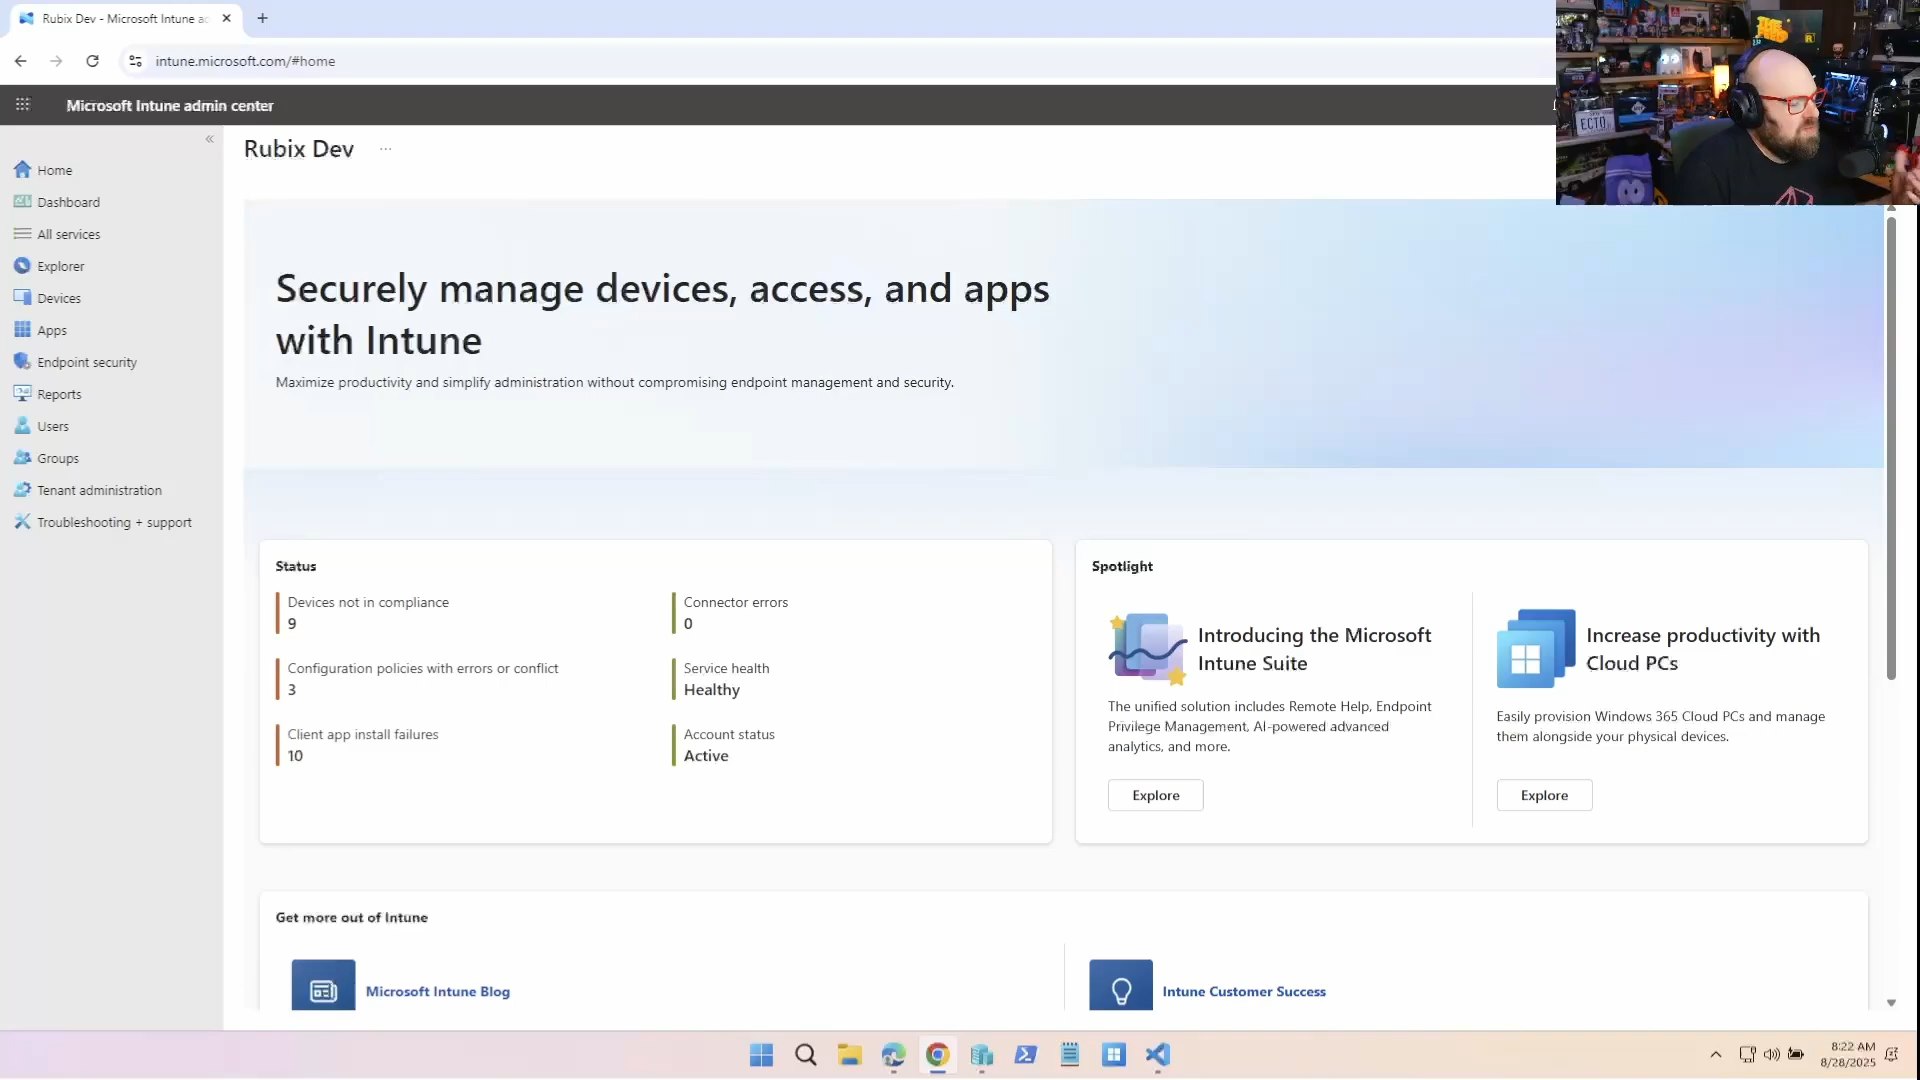 Rubix Dev - Microsoft Intune ac
intune.microsoft.com/#home
Microsoft Intune admin center
Rubix Dev
Home
Dashboard
All services
Explorer
Devices
Apps
Endpoint security
Reports
Users
Groups
Tenant administration
Troubleshooting + support
Securely manage devices, access, and apps
with Intune
Maximize productivity and simplify administration without compromising endpoint management and security.
Status
Devices not in compliance
9
Configuration policies with errors or conflict
3
Client app install failures
10
Connector errors
0
Service health
Healthy
Account status
Active
Spotlight
Introducing the Microsoft
Intune Suite
The unified solution includes Remote Help, Endpoint
Privilege Management, AI-powered advanced
analytics, and more.
Explore
Increase productivity with
Cloud PCs
Easily provision Windows 365 Cloud PCs and manage
them alongside your physical devices.
Explore
Get more out of Intune
Microsoft Intune Blog
Intune Customer Success
8:22 AM
8/28/2025
ECTO